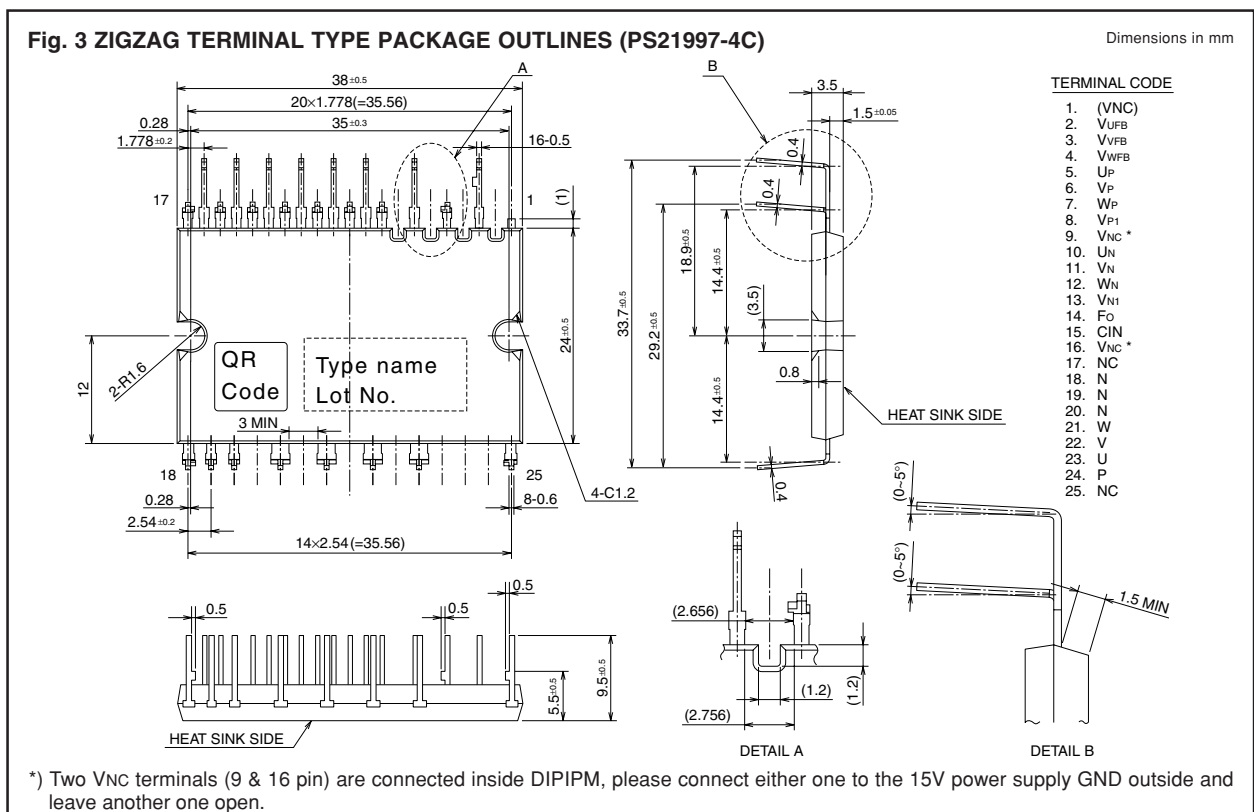 Fig. 3 ZIGZAG TERMINAL TYPE PACKAGE OUTLINES (PS21997-4C)
Dimensions in mm
A
38±0.5
20×1.778(=35.56)
0.28
35±0.3
1.778±0.2
16-0.5
17
1
(1)
2-R1.6
12
24±0.5
QR
Code
Type name
Lot No.
3 MIN
18
25
0.28
2.54±0.2
8-0.6
4-C1.2
14×2.54(=35.56)
B
3.5
1.5±0.05
0.4
0.4
33.7±0.5
29.2±0.5
18.9±0.5
14.4±0.5
(3.5)
0.8
14.4±0.5
0.4
HEAT SINK SIDE
TERMINAL CODE
1. (VNC)
2. VUFB
3. VVFB
4. VWFB
5. UP
6. VP
7. WP
8. VP1
9. VNC *
10. UN
11. VN
12. WN
13. VN1
14. FO
15. CIN
16. VNC *
17. NC
18. N
19. N
20. N
21. W
22. V
23. U
24. P
25. NC
0.5
0.5
0.5
5.5±0.5
9.5±0.5
HEAT SINK SIDE
(2.656)
(1.2)
(1.2)
(2.756)
DETAIL A
(0~5°)
(0~5°)
1.5 MIN
DETAIL B
*) Two VNC terminals (9 & 16 pin) are connected inside DIPIPM, please connect either one to the 15V power supply GND outside and
leave another one open.